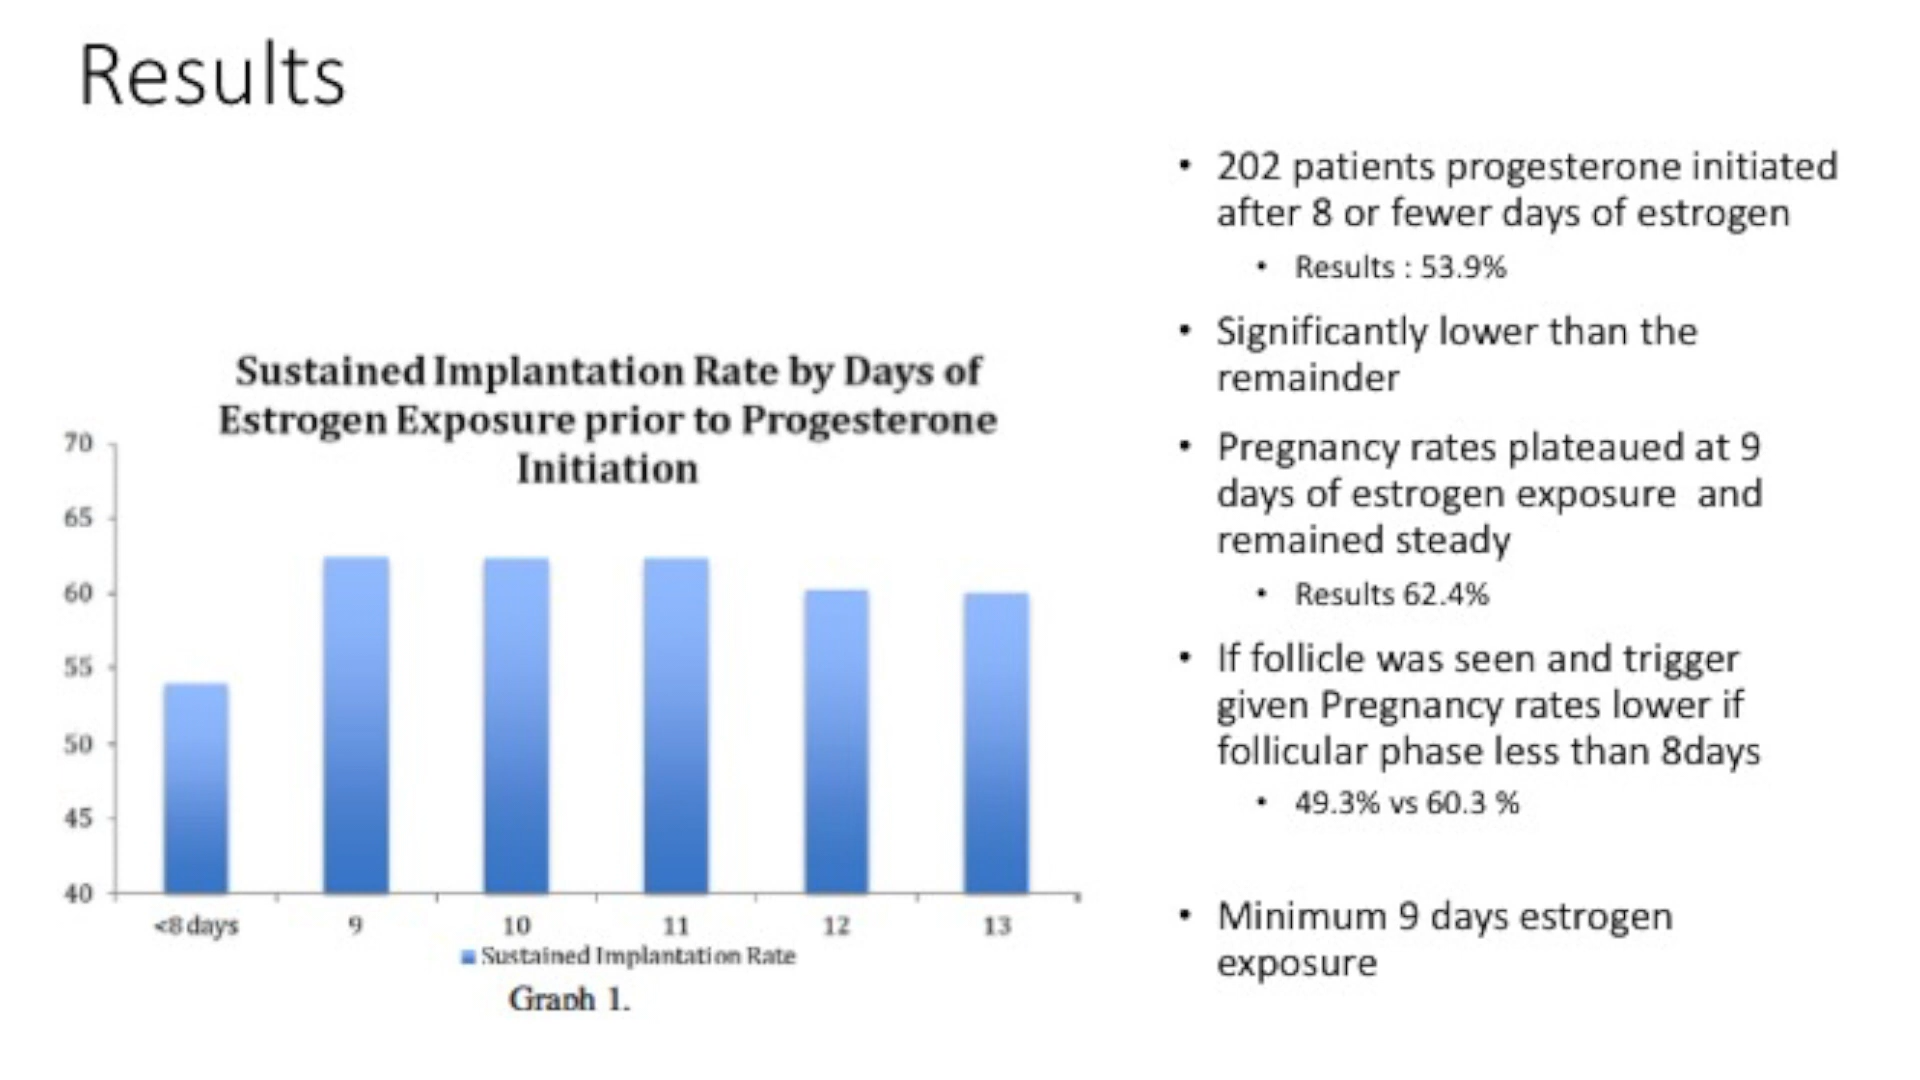 Results
Sustained Implantation Rate by Days of
Estrogen Exposure prior to Progesterone
Initiation
70
65
60
55
50
45
40
<8 days 9 10 11 12 13
Sustained Implantation Rate
Graph 1.
• 202 patients progesterone initiated
after 8 or fewer days of estrogen
• Results : 53.9%
• Significantly lower than the
remainder
• Pregnancy rates plateaued at 9
days of estrogen exposure and
remained steady
• Results 62.4%
• If follicle was seen and trigger
given Pregnancy rates lower if
follicular phase less than 8days
• 49.3% vs 60.3 %
• Minimum 9 days estrogen
exposure